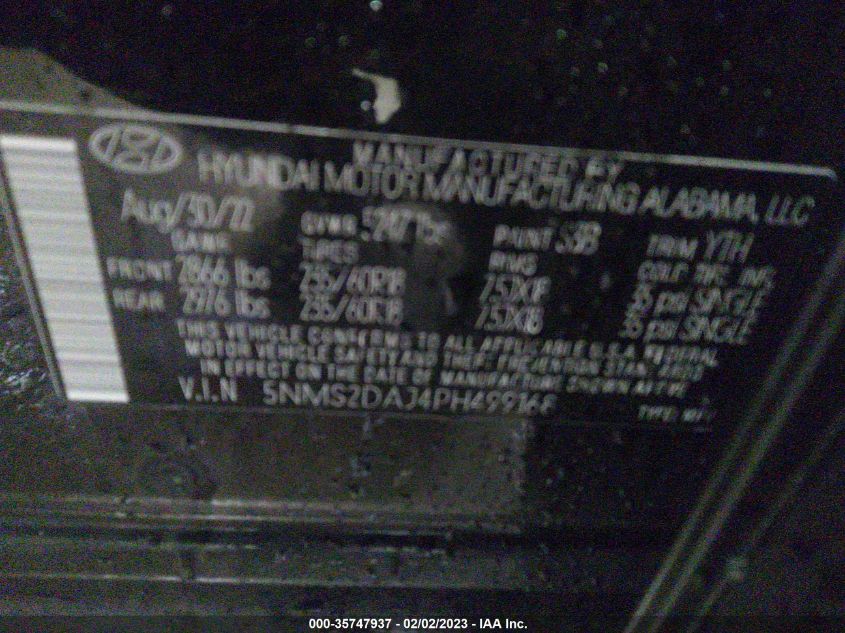 MANUFACTURED BY
HYUNDAI MOTOR MANUFACTURING ALABAMA, LLC
Aug/30/22 GVWR 5247 lbs PAINT S3B TRIM YTH
GAWR TIRES RIMS COLD TIRE INFL
FRONT 2866 lbs 235/60R18 7.5JX18 35 psi SINGLE
REAR 2976 lbs 235/60R18 7.5JX18 35 psi SINGLE
THIS VEHICLE CONFORMS TO ALL APPLICABLE U.S.A. FEDERAL
MOTOR VEHICLE SAFETY AND THEFT PREVENTION STANDARDS
IN EFFECT ON THE DATE OF MANUFACTURE SHOWN ABOVE
V.I.N 5NMS2DAJ4PH499168
TYPE: MPV
000-35747937 - 02/02/2023 - IAA Inc.